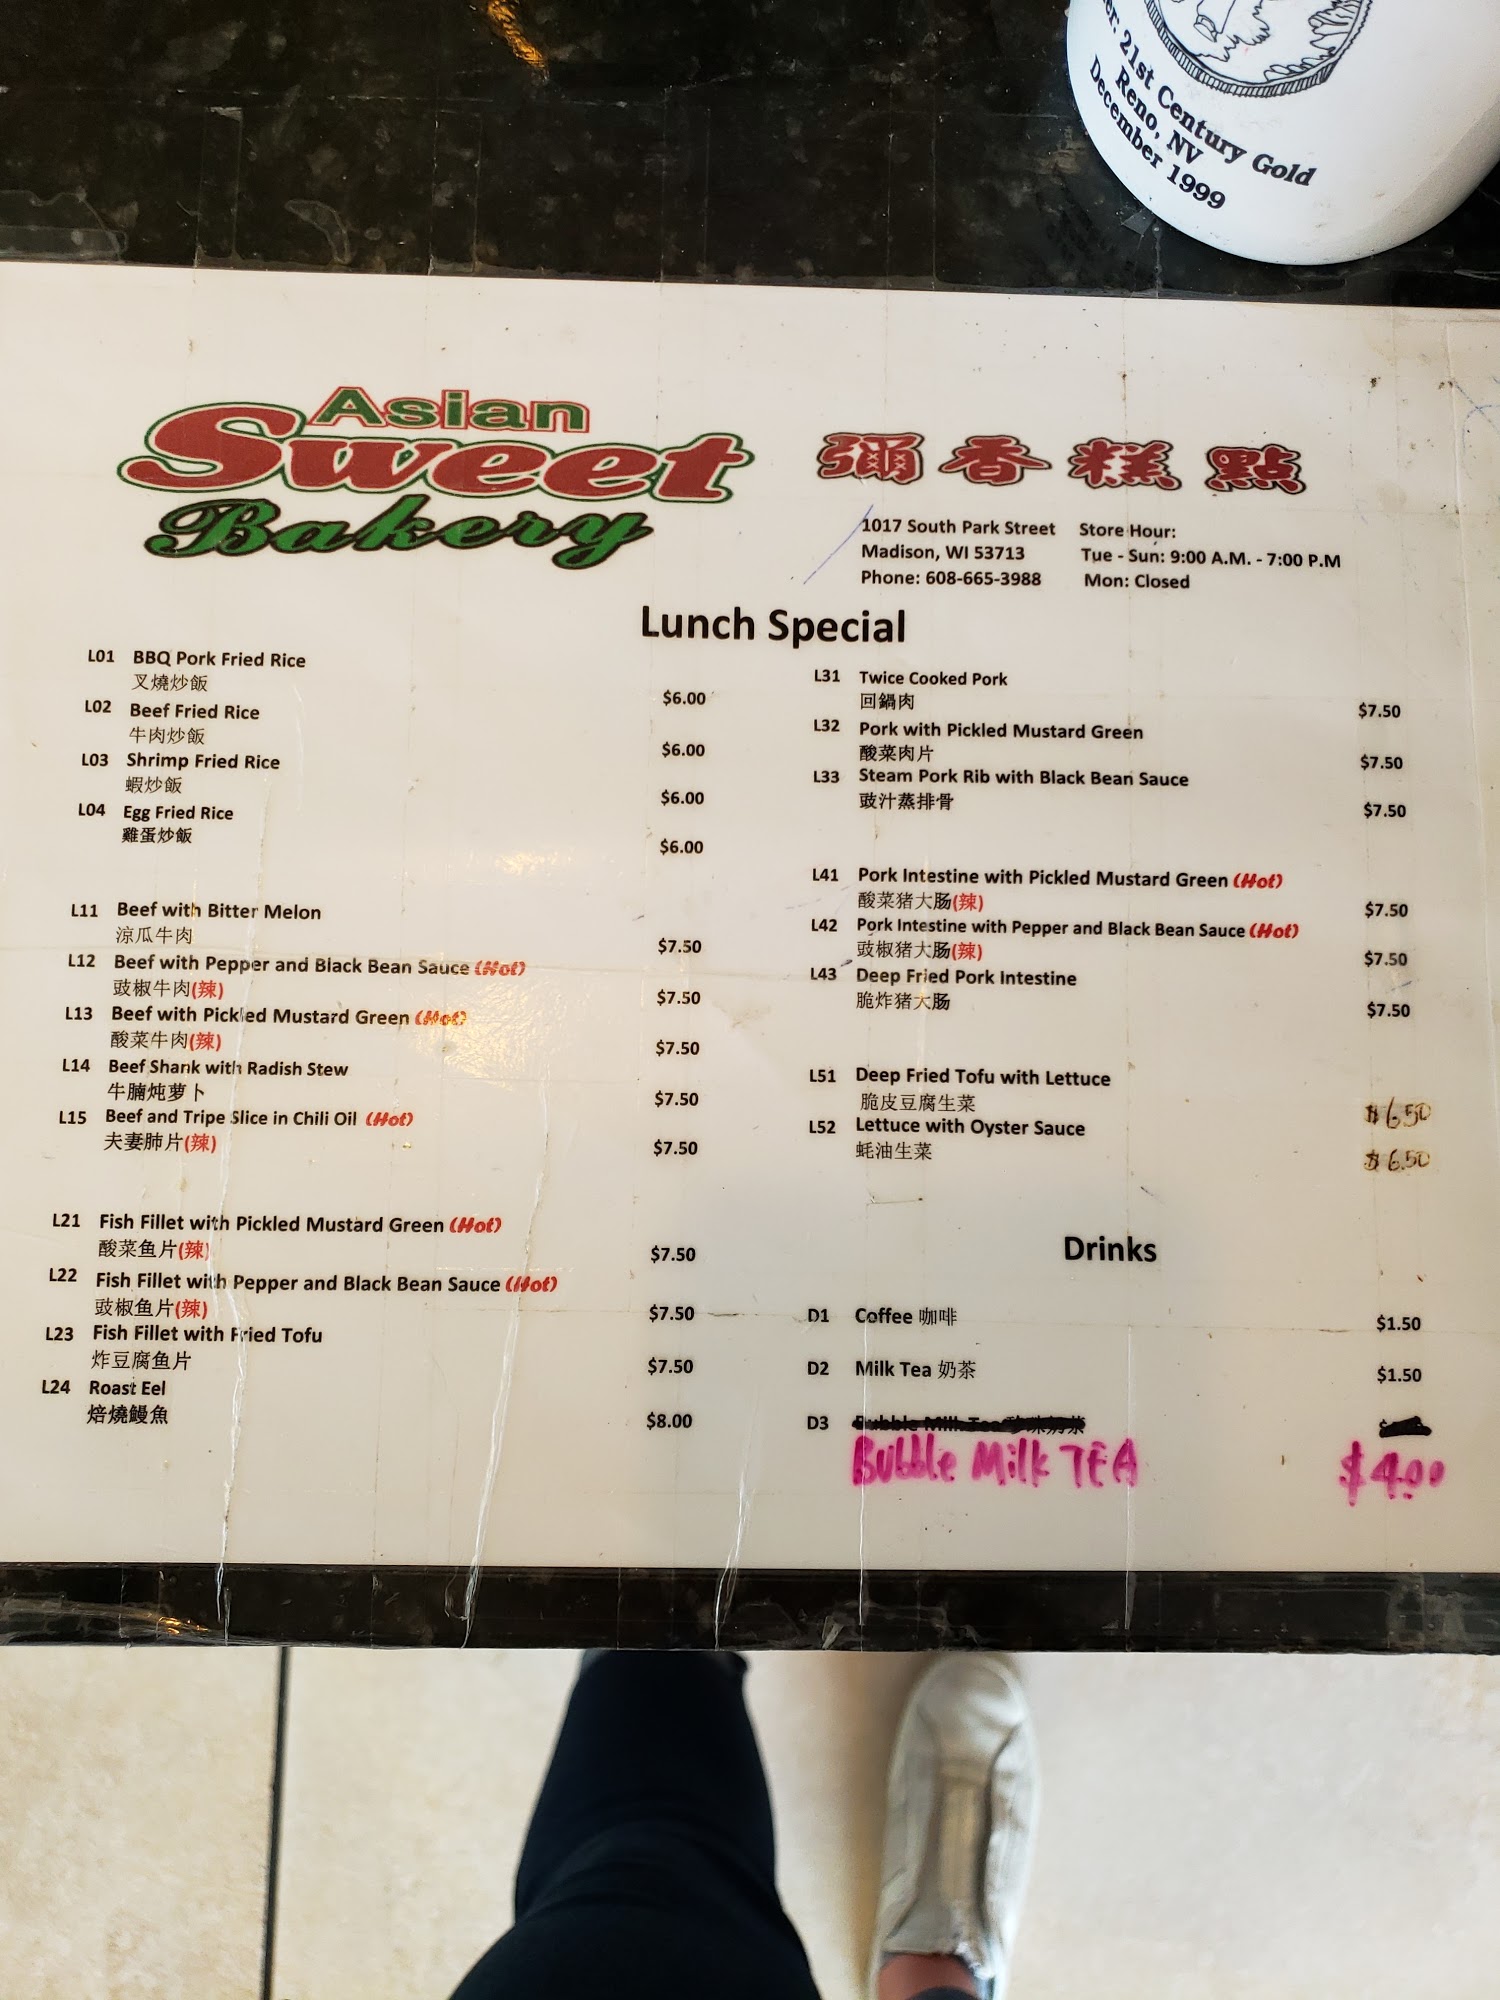 21st Century Gold
Reno, NV
December 1999
Asian
Sweet
Bakery
彌香糕點
1017 South Park Street
Madison, WI 53713
Phone: 608-665-3988
Store Hour:
Tue - Sun: 9:00 A.M. - 7:00 P.M
Mon: Closed
Lunch Special
L01 BBQ Pork Fried Rice
叉燒炒飯 $6.00
L02 Beef Fried Rice
牛肉炒飯 $6.00
L03 Shrimp Fried Rice
蝦炒飯 $6.00
L04 Egg Fried Rice
雞蛋炒飯 $6.00
L11 Beef with Bitter Melon
涼瓜牛肉 $7.50
L12 Beef with Pepper and Black Bean Sauce (Hot)
豉椒牛肉(辣) $7.50
L13 Beef with Pickled Mustard Green (Hot)
酸菜牛肉(辣) $7.50
L14 Beef Shank with Radish Stew
牛腩炖萝卜 $7.50
L15 Beef and Tripe Slice in Chili Oil (Hot)
夫妻肺片(辣) $7.50
L21 Fish Fillet with Pickled Mustard Green (Hot)
酸菜鱼片(辣) $7.50
L22 Fish Fillet with Pepper and Black Bean Sauce (Hot)
豉椒鱼片(辣) $7.50
L23 Fish Fillet with Fried Tofu
炸豆腐鱼片 $7.50
L24 Roast Eel
焙燒鰻魚 $8.00
L31 Twice Cooked Pork
回鍋肉 $7.50
L32 Pork with Pickled Mustard Green
酸菜肉片 $7.50
L33 Steam Pork Rib with Black Bean Sauce
豉汁蒸排骨 $7.50
L41 Pork Intestine with Pickled Mustard Green (Hot)
酸菜猪大肠(辣) $7.50
L42 Pork Intestine with Pepper and Black Bean Sauce (Hot)
豉椒猪大肠(辣) $7.50
L43 Deep Fried Pork Intestine
脆炸猪大肠 $7.50
L51 Deep Fried Tofu with Lettuce
脆皮豆腐生菜 $6.50
L52 Lettuce with Oyster Sauce
蚝油生菜 $6.50
Drinks
D1 Coffee 咖啡 $1.50
D2 Milk Tea 奶茶 $1.50
D3 Bubble Milk Tea 珍珠奶茶
Bubble Milk TEA $4.00